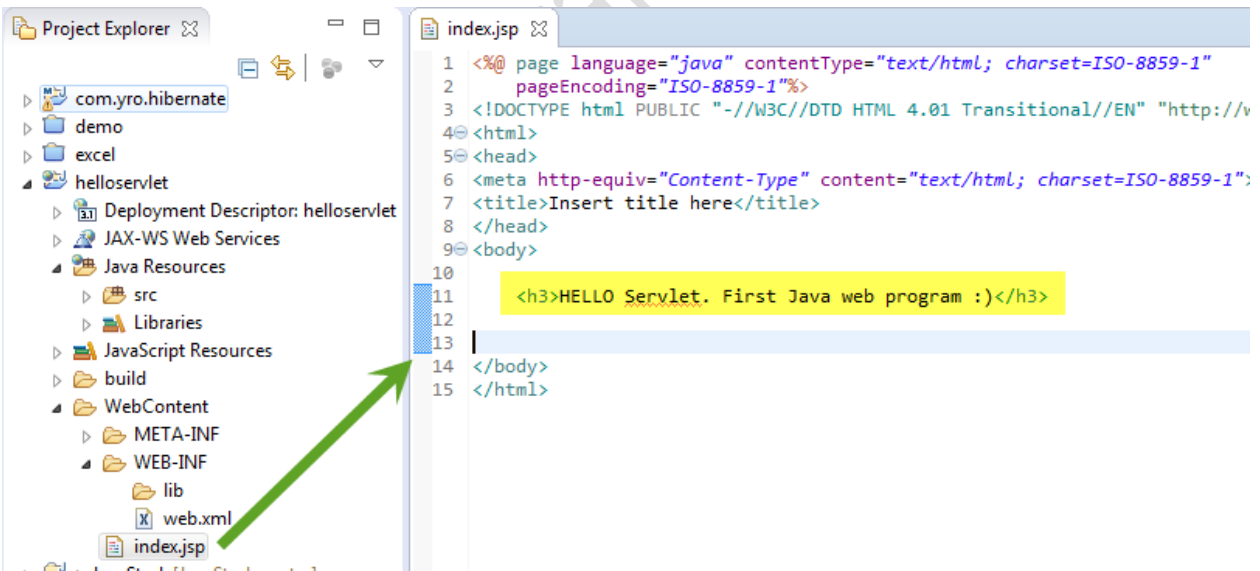 Project Explorer
com.yro.hibernate
demo
excel
helloservlet
3.1 Deployment Descriptor: helloservlet
JAX-WS Web Services
Java Resources
src
Libraries
JavaScript Resources
build
WebContent
META-INF
WEB-INF
lib
X web.xml
index.jsp
index.jsp
1 <%@ page language="java" contentType="text/html; charset=ISO-8859-1"
2 pageEncoding="ISO-8859-1"%>
3 <!DOCTYPE html PUBLIC "-//W3C//DTD HTML 4.01 Transitional//EN" "http://w
4 <html>
5 <head>
6 <meta http-equiv="Content-Type" content="text/html; charset=ISO-8859-1">
7 <title>Insert title here</title>
8 </head>
9 <body>
10
11 <h3>HELLO Servlet. First Java web program :)</h3>
12
13
14 </body>
15 </html>